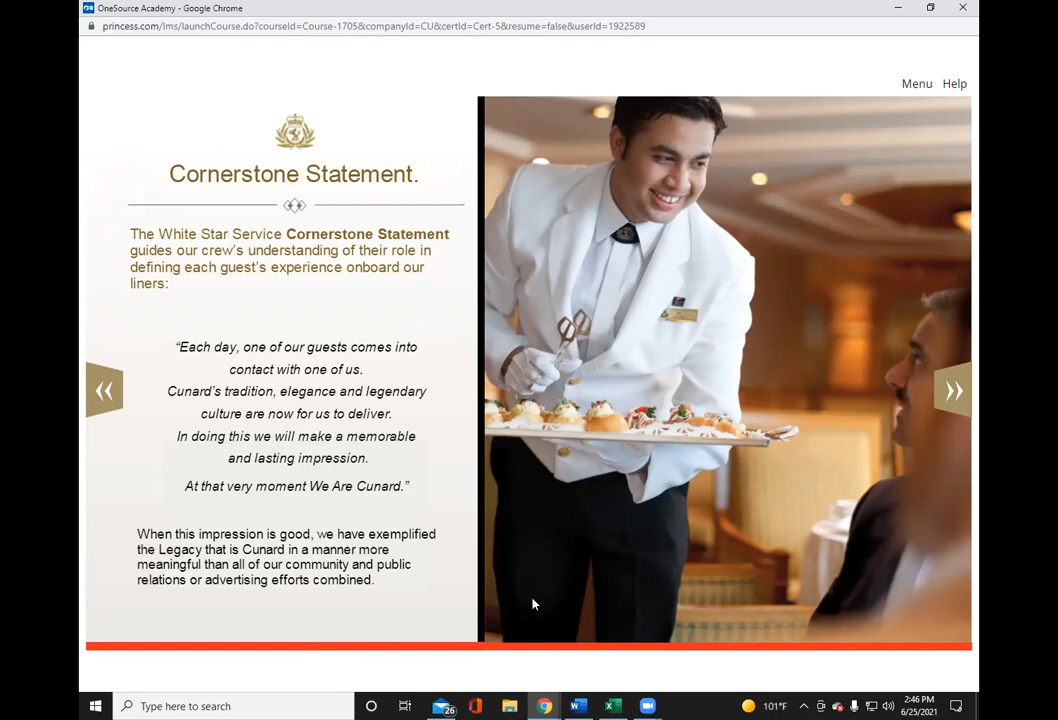 OneSource Academy - Google Chrome
princess.com/lms/launchCourse.do?courseId=Course-1705&companyId=CU&certId=Cert-5&resume=false&userId=1922589
Menu Help
Cornerstone Statement.
The White Star Service Cornerstone Statement
guides our crew's understanding of their role in
defining each guest's experience onboard our
liners:
“Each day, one of our guests comes into
contact with one of us.
Cunard's tradition, elegance and legendary
culture are now for us to deliver.
In doing this we will make a memorable
and lasting impression.
At that very moment We Are Cunard.”
When this impression is good, we have exemplified
the Legacy that is Cunard in a manner more
meaningful than all of our community and public
relations or advertising efforts combined.
Type here to search
26
101°F
2:46 PM
6/25/2021